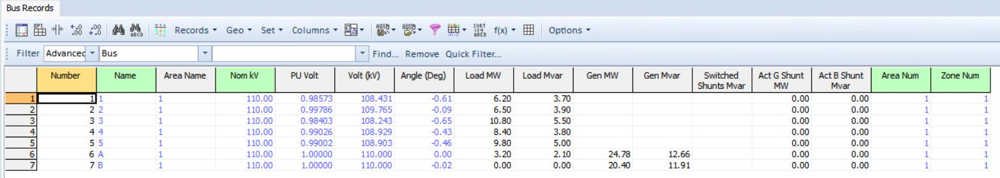 Bus Records
Records Geo Set Columns AUXB AUXB SORT 124 ABCD f(x) Options
Filter Advanced Bus Find... Remove Quick Filter...
Number Name Area Name Nom kV PU Volt Volt (kV) Angle (Deg) Load MW Load Mvar Gen MW Gen Mvar Switched Shunts Mvar Act G Shunt MW Act B Shunt Mvar Area Num Zone Num
1 1 1 1 110.00 0.98573 108.431 -0.61 6.20 3.70 0.00 0.00 1 1
2 2 2 1 110.00 0.99786 109.765 -0.09 6.50 3.90 0.00 0.00 1 1
3 3 3 1 110.00 0.98403 108.243 -0.65 10.80 5.50 0.00 0.00 1 1
4 4 4 1 110.00 0.99026 108.929 -0.43 8.40 3.80 0.00 0.00 1 1
5 5 5 1 110.00 0.99002 108.903 -0.46 9.80 5.00 0.00 0.00 1 1
6 6 A 1 110.00 1.00000 110.000 0.00 3.20 2.10 24.78 12.66 0.00 0.00 1 1
7 7 B 1 110.00 1.00000 110.000 -0.02 0.00 0.00 20.40 11.91 0.00 0.00 1 1